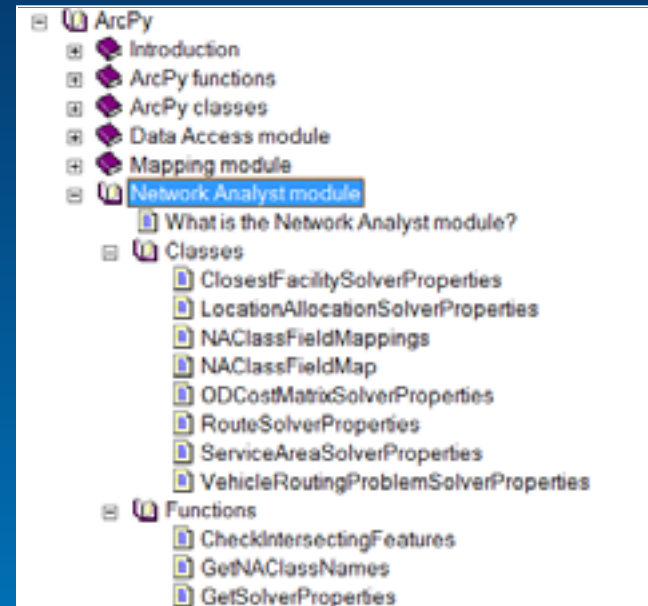 ArcPy
Introduction
ArcPy functions
ArcPy classes
Data Access module
Mapping module
Network Analyst module
What is the Network Analyst module?
Classes
ClosestFacilitySolverProperties
LocationAllocationSolverProperties
NAClassFieldMappings
NAClassFieldMap
ODCostMatrixSolverProperties
RouteSolverProperties
ServiceAreaSolverProperties
VehicleRoutingProblemSolverProperties
Functions
CheckIntersectingFeatures
GetNAClassNames
GetSolverProperties